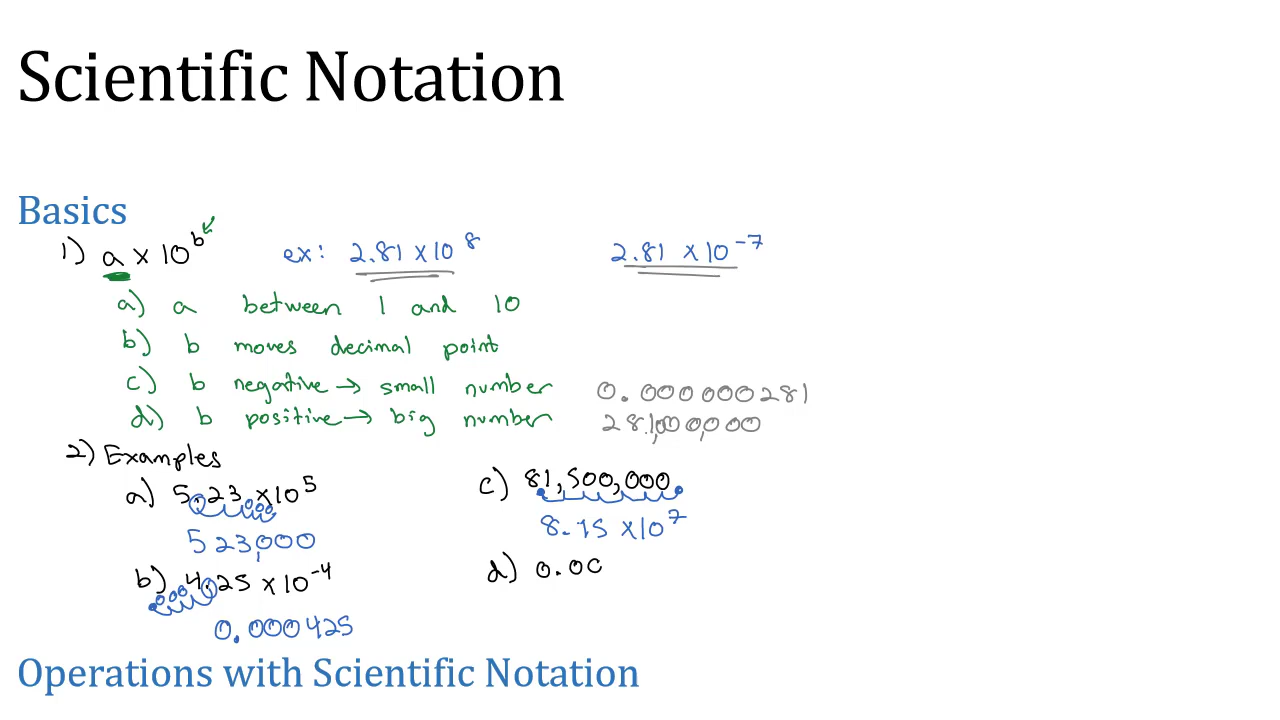 Scientific Notation
Basics
1) a x 10^b ex: 2.81 x 10^8 2.81 x 10^-7
a) a between 1 and 10
b) b moves decimal point
c) b negative → small number 0.000000281
d) b positive → big number 281,000,000
2) Examples
a) 5.23 x 10^5
523,000
b) 4.25 x 10^-4
0.000425
c) 81,500,000
8.15 x 10^7
d) 0.00
Operations with Scientific Notation